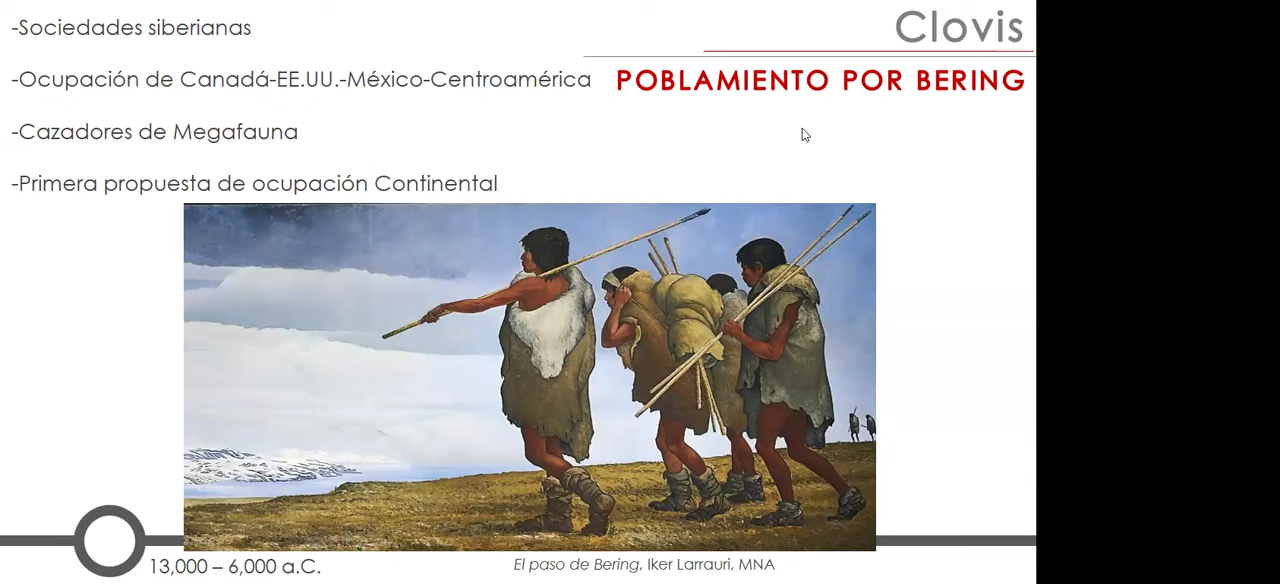 Clovis
POBLAMIENTO POR BERING
-Sociedades siberianas
-Ocupación de Canadá-EE.UU.-México-Centroamérica
-Cazadores de Megafauna
-Primera propuesta de ocupación Continental
13,000 – 6,000 a.C.
El paso de Bering, Iker Larrauri, MNA